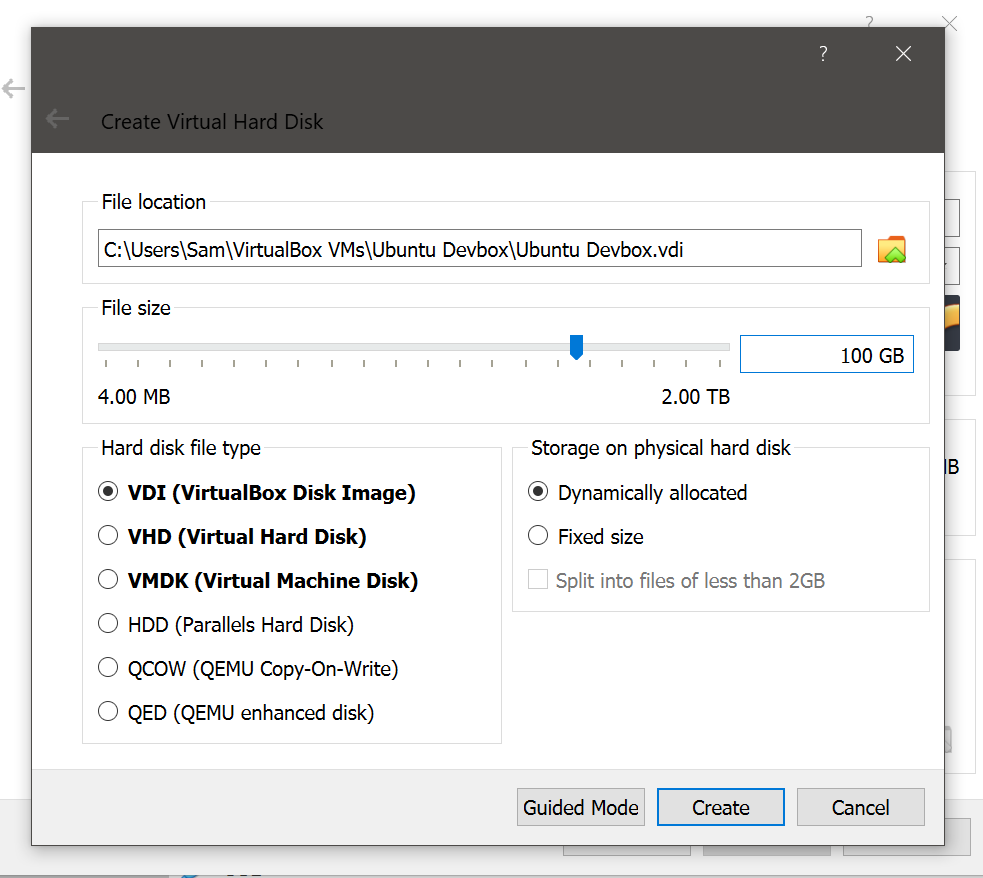 ?
Create Virtual Hard Disk
File location
C:\Users\Sam\VirtualBox VMs\Ubuntu Devbox\Ubuntu Devbox.vdi
File size
100 GB
4.00 MB 2.00 TB
Hard disk file type
VDI (VirtualBox Disk Image)
VHD (Virtual Hard Disk)
VMDK (Virtual Machine Disk)
HDD (Parallels Hard Disk)
QCOW (QEMU Copy-On-Write)
QED (QEMU enhanced disk)
Storage on physical hard disk
Dynamically allocated
Fixed size
Split into files of less than 2GB
Guided Mode Create Cancel